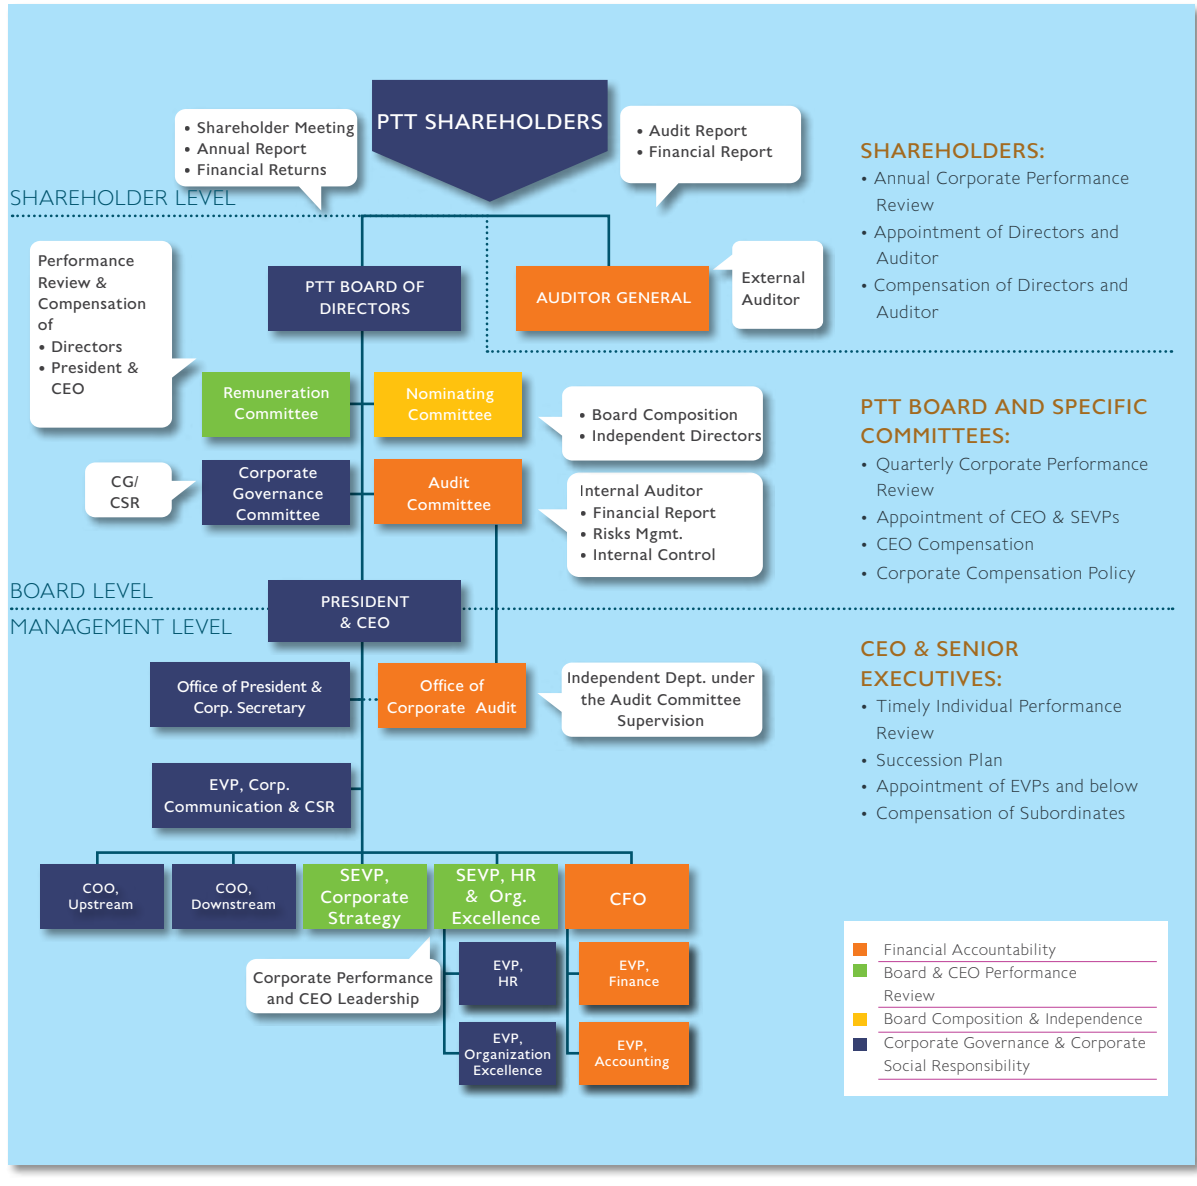 PTT SHAREHOLDERS
• Shareholder Meeting
• Annual Report
• Financial Returns
• Audit Report
• Financial Report
SHAREHOLDER LEVEL
Performance
Review &
Compensation
of
• Directors
• President &
CEO
PTT BOARD OF
DIRECTORS
AUDITOR GENERAL
External
Auditor
Remuneration
Committee
Nominating
Committee
• Board Composition
• Independent Directors
CG/
CSR
Corporate
Governance
Committee
Audit
Committee
Internal Auditor
• Financial Report
• Risks Mgmt.
• Internal Control
BOARD LEVEL
MANAGEMENT LEVEL
PRESIDENT
& CEO
Office of President &
Corp. Secretary
Office of
Corporate Audit
Independent Dept. under
the Audit Committee
Supervision
EVP, Corp.
Communication & CSR
COO,
Upstream
COO,
Downstream
SEVP,
Corporate
Strategy
SEVP, HR
& Org.
Excellence
CFO
Corporate Performance
and CEO Leadership
EVP,
HR
EVP,
Finance
EVP,
Organization
Excellence
EVP,
Accounting
SHAREHOLDERS:
• Annual Corporate Performance
Review
• Appointment of Directors and
Auditor
• Compensation of Directors and
Auditor
PTT BOARD AND SPECIFIC
COMMITTEES:
• Quarterly Corporate Performance
Review
• Appointment of CEO & SEVPs
• CEO Compensation
• Corporate Compensation Policy
CEO & SENIOR
EXECUTIVES:
• Timely Individual Performance
Review
• Succession Plan
• Appointment of EVPs and below
• Compensation of Subordinates
Financial Accountability
Board & CEO Performance
Review
Board Composition & Independence
Corporate Governance & Corporate
Social Responsibility